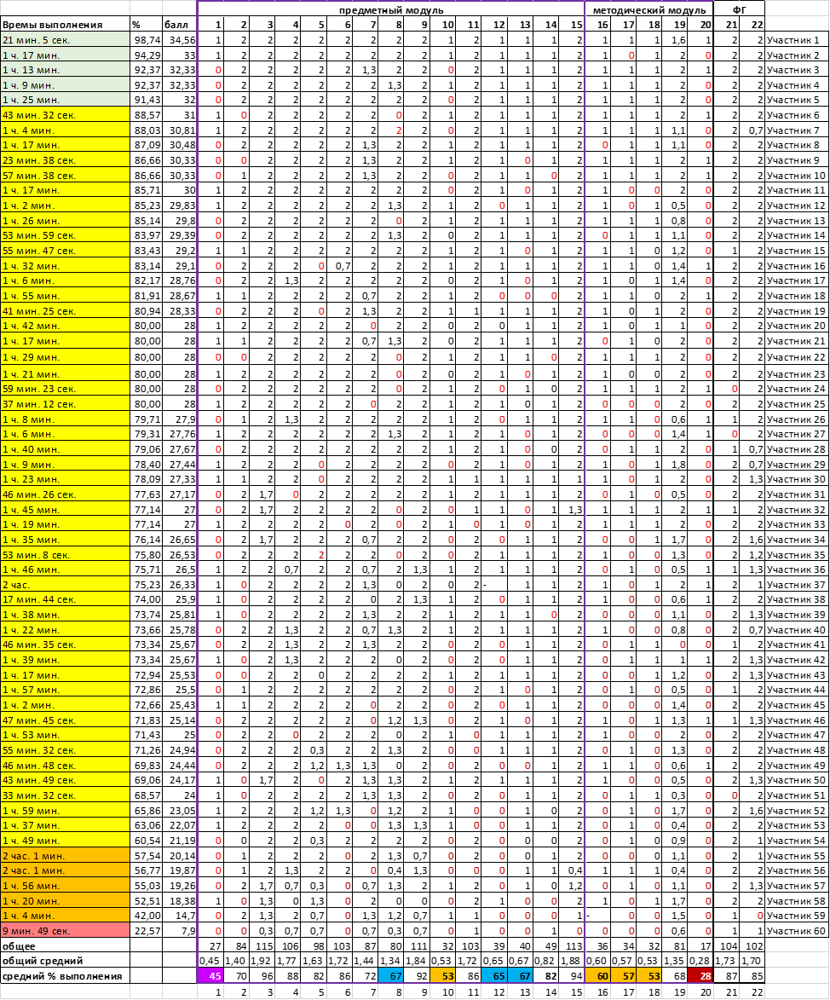 предметный модуль методический модуль ФГ
Времы выполнения % балл 1 2 3 4 5 6 7 8 9 10 11 12 13 14 15 16 17 18 19 20 21 22
21 мин. 5 сек. 98,74 34,56 1 2 2 2 2 2 2 2 2 1 2 1 1 1 2 1 1 1 1,6 1 2 2 Участник 1
1 ч. 17 мин. 94,29 33 1 2 2 2 2 2 2 2 2 1 2 1 1 1 2 1 0 1 2 0 2 2 Участник 2
1 ч. 13 мин. 92,37 32,33 0 2 2 2 2 2 1,3 2 2 0 2 1 1 1 2 1 1 1 2 1 2 2 Участник 3
1 ч. 9 мин. 92,37 32,33 0 2 2 2 2 2 2 1,3 2 1 2 1 1 1 2 1 1 1 2 0 2 2 Участник 4
1 ч. 25 мин. 91,43 32 0 2 2 2 2 2 2 2 2 0 2 1 1 1 2 1 1 1 2 0 2 2 Участник 5
43 мин. 32 сек. 88,57 31 1 0 2 2 2 2 2 0 2 1 2 1 1 1 2 1 1 1 2 1 2 2 Участник 6
1 ч. 4 мин. 88,03 30,81 1 2 2 2 2 2 2 2 2 0 2 1 1 1 2 1 1 1 1,1 0 2 0,7 Участник 7
1 ч. 17 мин. 87,09 30,48 0 2 2 2 2 2 1,3 2 2 1 2 1 1 1 2 0 1 1 1,1 0 2 2 Участник 8
23 мин. 38 сек. 86,66 30,33 0 0 2 2 2 2 1,3 2 2 1 2 1 0 1 2 1 1 1 2 1 2 2 Участник 9
57 мин. 38 сек. 86,66 30,33 0 1 2 2 2 2 1,3 2 2 0 2 1 1 0 2 1 1 1 2 1 2 2 Участник 10
1 ч. 17 мин. 85,71 30 1 2 2 2 2 2 2 2 2 0 2 1 0 1 2 1 0 0 2 0 2 2 Участник 11
1 ч. 2 мин. 85,23 29,83 1 2 2 2 2 2 2 1,3 2 1 2 0 1 1 2 1 0 1 0,5 0 2 2 Участник 12
1 ч. 26 мин. 85,14 29,8 0 2 2 2 2 2 2 0 2 1 2 1 1 1 2 1 1 1 0,8 0 2 2 Участник 13
53 мин. 59 сек. 83,97 29,39 0 2 2 2 2 2 2 1,3 2 0 2 1 1 1 2 0 1 1 1,1 0 2 2 Участник 14
55 мин. 47 сек. 83,43 29,2 1 1 2 2 2 2 2 2 2 1 2 1 0 1 2 1 1 0 1,2 0 1 2 Участник 15
1 ч. 32 мин. 83,14 29,1 0 2 2 2 0 0,7 2 2 2 1 2 1 1 1 2 1 1 0 1,4 1 2 2 Участник 16
1 ч. 6 мин. 82,17 28,76 0 2 2 1,3 2 2 2 2 2 0 2 1 0 1 2 1 0 1 1,4 0 2 2 Участник 17
1 ч. 55 мин. 81,91 28,67 1 1 2 2 2 2 0,7 2 2 1 2 0 0 0 2 1 1 0 2 1 2 2 Участник 18
41 мин. 25 сек. 80,94 28,33 0 2 2 2 0 2 1,3 2 2 1 2 1 1 1 2 1 0 1 2 0 2 2 Участник 19
1 ч. 42 мин. 80,00 28 1 2 2 2 2 2 0 2 2 0 2 0 1 1 2 1 0 1 1 0 2 2 Участник 20
1 ч. 17 мин. 80,00 28 1 1 2 2 2 2 0,7 1,3 2 1 2 1 1 1 2 0 1 0 2 0 2 2 Участник 21
1 ч. 29 мин. 80,00 28 0 0 2 2 2 2 2 0 2 1 2 1 1 0 2 1 1 1 2 0 2 2 Участник 22
1 ч. 21 мин. 80,00 28 1 2 2 2 2 2 2 0 2 0 2 1 0 1 2 1 0 0 2 0 2 2 Участник 23
59 мин. 23 сек. 80,00 28 0 2 2 2 2 2 2 0 2 1 2 0 1 0 2 1 1 1 2 1 0 2 Участник 24
37 мин. 12 сек. 80,00 28 1 2 2 2 2 2 0 2 2 1 2 1 1 0 2 0 0 0 2 0 2 2 Участник 25
1 ч. 8 мин. 79,71 27,9 0 1 2 1,3 2 2 2 2 2 1 2 0 1 1 2 1 1 0 0,6 1 2 2 Участник 26
1 ч. 6 мин. 79,31 27,76 1 2 2 2 2 2 2 1,3 2 1 2 1 0 1 2 0 0 0 1,4 1 0 2 Участник 27
1 ч. 40 мин. 79,06 27,67 0 2 2 2 2 2 2 2 2 0 2 1 0 0 2 0 1 1 2 0 1 0,7 Участник 28
1 ч. 9 мин. 78,40 27,44 1 2 2 2 0 2 2 2 2 0 2 1 0 1 2 1 0 1 1,8 0 2 0,7 Участник 29
1 ч. 23 мин. 78,09 27,33 1 1 2 2 0 2 2 2 2 0 2 1 1 1 2 1 0 1 2 0 2 1,3 Участник 30
46 мин. 26 сек. 77,63 27,17 0 2 1,7 0 2 2 2 2 2 1 2 1 1 1 2 0 1 0 0,5 0 2 2 Участник 31
1 ч. 45 мин. 77,14 27 0 2 1,7 2 2 2 2 0 2 0 1 1 0 1 1,3 1 1 1 2 1 1 2 Участник 32
1 ч. 19 мин. 77,14 27 1 2 2 2 2 0 2 0 2 1 0 1 0 1 2 1 1 1 2 0 2 2 Участник 33
1 ч. 35 мин. 76,14 26,65 0 2 1,7 2 2 2 0,7 2 2 0 2 0 1 1 2 0 0 1 1,7 0 2 1,6 Участник 34
53 мин. 8 сек. 75,80 26,53 0 2 2 2 2 2 2 0 2 0 2 0 1 1 2 1 0 0 1,3 0 2 1,2 Участник 35
1 ч. 46 мин. 75,71 26,5 1 2 2 0,7 2 2 0,7 2 1,3 1 2 1 1 1 2 0 1 0 0,5 1 1 1,3 Участник 36
2 час. 75,23 26,33 1 0 2 2 2 2 1,3 0 2 0 2 - 1 1 2 1 0 1 2 1 2 1 Участник 37
17 мин. 44 сек. 74,00 25,9 1 0 2 2 2 2 0 2 1,3 1 2 0 1 1 2 1 0 0 0,6 1 2 2 Участник 38
1 ч. 38 мин. 73,74 25,81 1 0 2 2 2 2 1,3 2 2 1 2 1 1 0 2 0 0 0 1,1 0 2 1,3 Участник 39
1 ч. 22 мин. 73,66 25,78 1 0 2 1,3 2 2 0,7 1,3 2 1 2 1 1 1 2 1 0 0 0,8 0 2 0,7 Участник 40
46 мин. 35 сек. 73,34 25,67 0 2 2 1,3 2 2 1,3 2 2 0 2 0 1 1 2 0 1 1 0 0 1 2 Участник 41
1 ч. 39 мин. 73,34 25,67 1 0 2 1,3 2 2 2 0 2 0 2 0 1 1 2 0 1 1 1 1 2 1,3 Участник 42
1 ч. 17 мин. 72,94 25,53 0 0 2 2 0 2 2 2 2 0 2 1 1 1 2 1 0 0 1,2 0 2 1,3 Участник 43
1 ч. 57 мин. 72,86 25,5 0 1 2 2 2 2 2 2 2 0 2 1 0 1 2 0 1 0 0,5 0 1 2 Участник 44
1 ч. 2 мин. 72,66 25,43 1 1 2 2 2 2 0 2 2 0 2 0 1 1 2 0 0 0 1,4 0 2 2 Участник 45
47 мин. 45 сек. 71,83 25,14 0 2 2 2 2 2 0 1,2 1,3 0 2 1 1 1 2 1 0 0 1,3 1 1 1,3 Участник 46
1 ч. 53 мин. 71,43 25 0 2 2 0 2 2 2 0 2 1 0 1 1 1 2 1 0 0 2 0 2 2 Участник 47
55 мин. 32 сек. 71,26 24,94 0 2 2 2 0,3 2 2 1,3 2 0 2 0 0 1 2 0 1 0 1,3 0 2 2 Участник 48
46 мин. 48 сек. 69,83 24,44 0 2 2 2 1,2 1,3 1,3 0 2 0 2 0 0 1 2 1 0 0 0,6 1 2 2 Участник 49
43 мин. 49 сек. 69,06 24,17 1 0 1,7 2 0 2 1,3 1,3 2 1 2 1 1 1 2 1 0 0 0,5 0 2 1,3 Участник 50
33 мин. 32 сек. 68,57 24 1 0 2 2 2 2 1,3 1,3 2 0 2 0 1 1 2 0 1 1 0,3 0 0 2 Участник 51
1 ч. 59 мин. 65,86 23,05 1 2 2 2 1,2 1,3 0 1,2 2 1 0 0 1 0 2 1 0 0 1,7 0 2 1,6 Участник 52
1 ч. 37 мин. 63,06 22,07 1 2 2 2 2 0 0 1,3 1,3 1 0 0 1 1 2 0 1 0 0,4 0 2 1 Участник 53
1 ч. 49 мин. 60,54 21,19 0 0 2 2 0,3 2 2 2 2 0 2 0 0 0 2 0 1 0 0,9 0 2 1 Участник 54
2 час. 1 мин. 57,54 20,14 0 1 2 2 2 0 2 1,3 0,7 0 2 0 0 1 2 0 0 0 1,1 0 2 1 Участник 55
2 час. 1 мин. 56,77 19,87 0 1 2 1,3 2 2 0 0,4 1,3 0 2 0 1 1 0,4 1 1 1 0,4 0 2 1 Участник 56
1 ч. 56 мин. 55,03 19,26 0 2 1,7 0,7 0,3 0 0,7 1,3 2 0 2 1 1 0 1,2 0 0 0 1,1 0 2 1,3 Участник 57
1 ч. 20 мин. 52,51 18,38 1 0 1,3 0 1,3 2 0 2 0 0 0 1 0 0 2 0 1 0 1,7 0 2 2 Участник 58
1 ч. 4 мин. 42,00 14,7 0 2 1,3 2 0,7 0 1,3 1,2 0,7 1 1 0 0 0 1 - 0 0 1,5 0 1 0 Участник 59
9 мин. 49 сек. 22,57 7,9 0 0 0,3 0,7 0,7 0 0,7 0,3 0,7 0 1 0 0 1 0 0 0 0 0,6 0 1 1 Участник 60
общее 27 84 115 106 98 103 87 80 111 32 103 39 40 49 113 36 34 32 81 17 104 102
общий средний 0,45 1,40 1,92 1,77 1,63 1,72 1,44 1,34 1,84 0,53 1,72 0,65 0,67 0,82 1,88 0,60 0,57 0,53 1,35 0,28 1,73 1,70
средний % выполнения 45 70 96 88 82 86 72 67 92 53 86 65 67 82 94 60 57 53 68 28 87 85
1 2 3 4 5 6 7 8 9 10 11 12 13 14 15 16 17 18 19 20 21 22